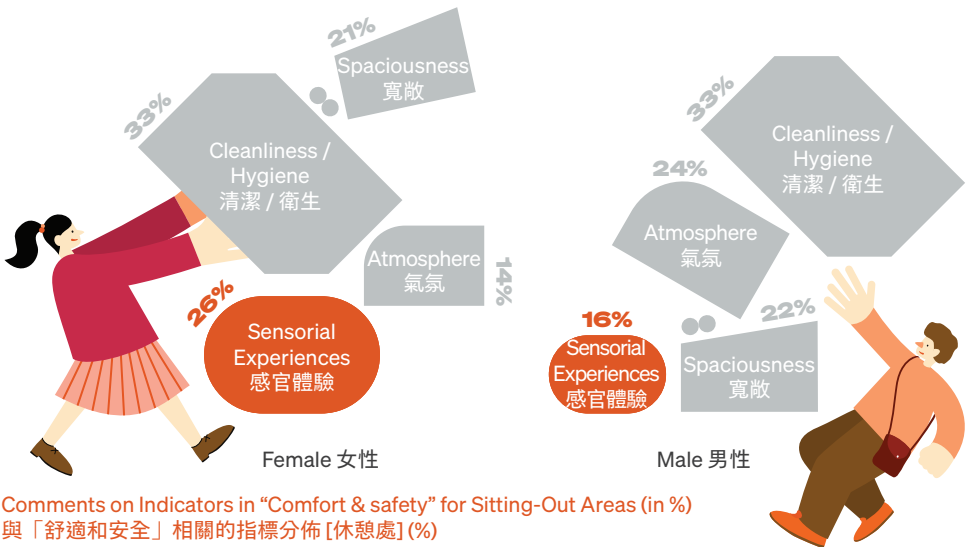 21%
Spaciousness
寬敞
33%
Cleanliness /
Hygiene
清潔 / 衛生
Atmosphere
氣氛
14%
26%
Sensorial
Experiences
感官體驗
Female 女性
33%
Cleanliness /
Hygiene
清潔 / 衛生
24%
Atmosphere
氣氛
22%
Spaciousness
寬敞
16%
Sensorial
Experiences
感官體驗
Male 男性
Comments on Indicators in “Comfort & safety” for Sitting-Out Areas (in %)
與「舒適和安全」相關的指標分佈 [休憩處] (%)